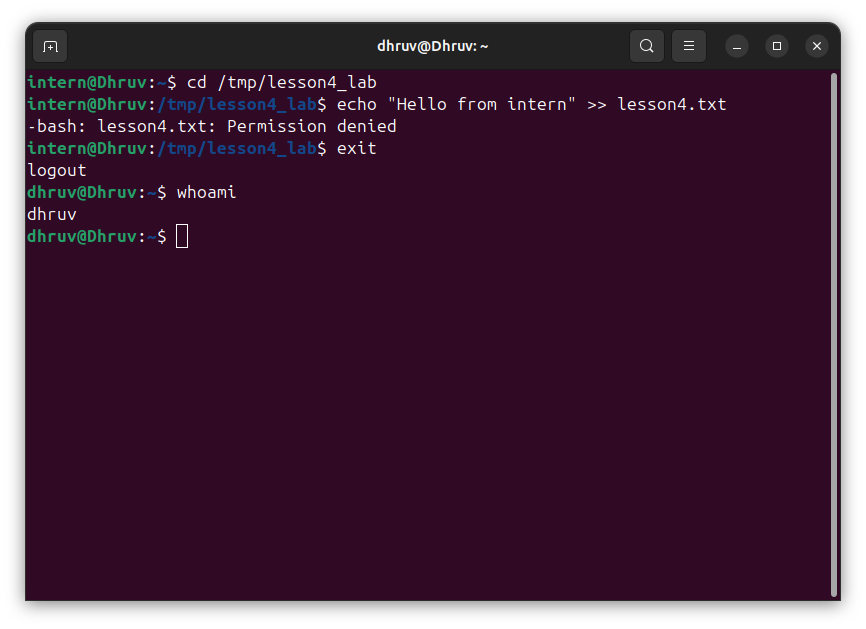 dhruv@Dhruv: ~
intern@Dhruv:~$ cd /tmp/lesson4_lab
intern@Dhruv:/tmp/lesson4_lab$ echo "Hello from intern" >> lesson4.txt
-bash: lesson4.txt: Permission denied
intern@Dhruv:/tmp/lesson4_lab$ exit
logout
dhruv@Dhruv:~$ whoami
dhruv
dhruv@Dhruv:~$